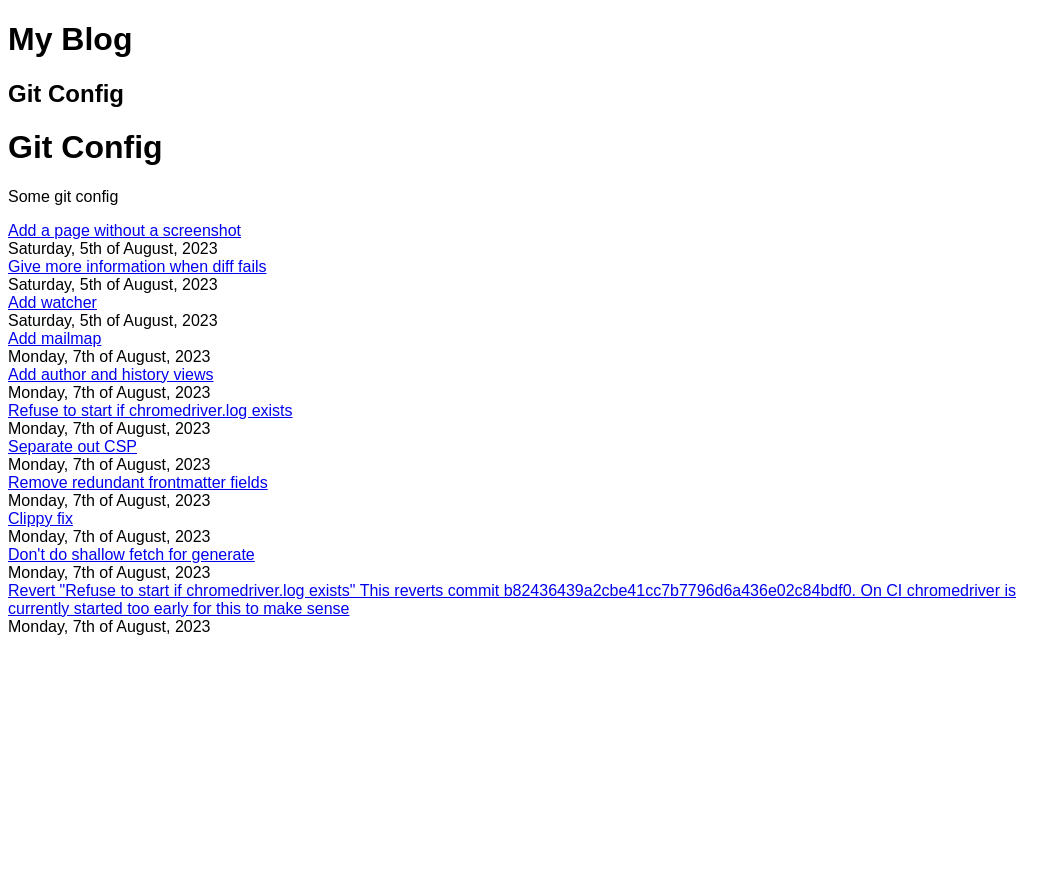 My Blog
Git Config
Git Config
Some git config
Add a page without a screenshot
Saturday, 5th of August, 2023
Give more information when diff fails
Saturday, 5th of August, 2023
Add watcher
Saturday, 5th of August, 2023
Add mailmap
Monday, 7th of August, 2023
Add author and history views
Monday, 7th of August, 2023
Refuse to start if chromedriver.log exists
Monday, 7th of August, 2023
Separate out CSP
Monday, 7th of August, 2023
Remove redundant frontmatter fields
Monday, 7th of August, 2023
Clippy fix
Monday, 7th of August, 2023
Don't do shallow fetch for generate
Monday, 7th of August, 2023
Revert "Refuse to start if chromedriver.log exists" This reverts commit b82436439a2cbe41cc7b7796d6a436e02c84bdf0. On CI chromedriver is
currently started too early for this to make sense
Monday, 7th of August, 2023